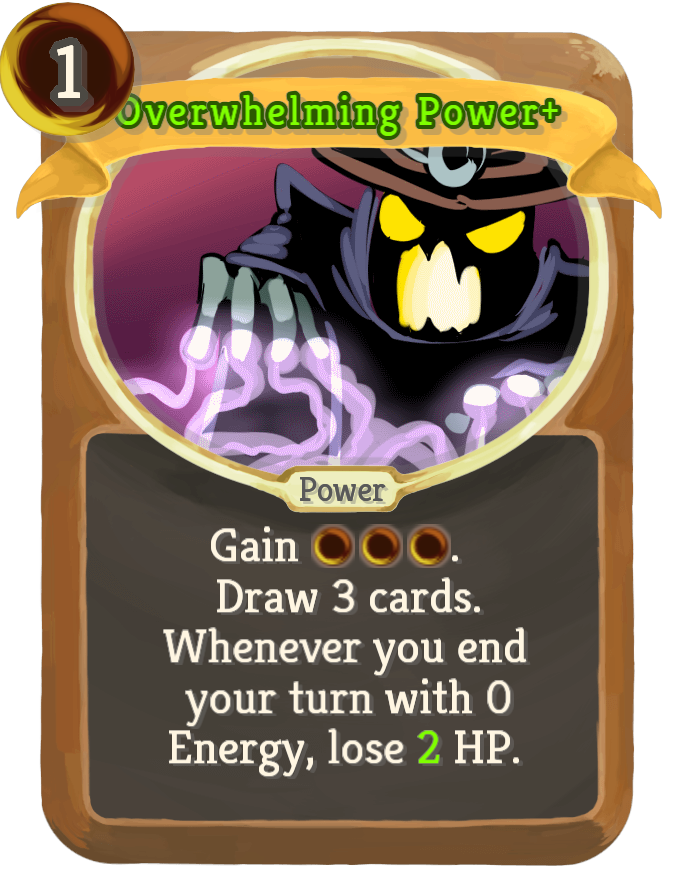 1
Overwhelming Power+
Power
Gain .
Draw 3 cards.
Whenever you end
your turn with 0
Energy, lose 2 HP.